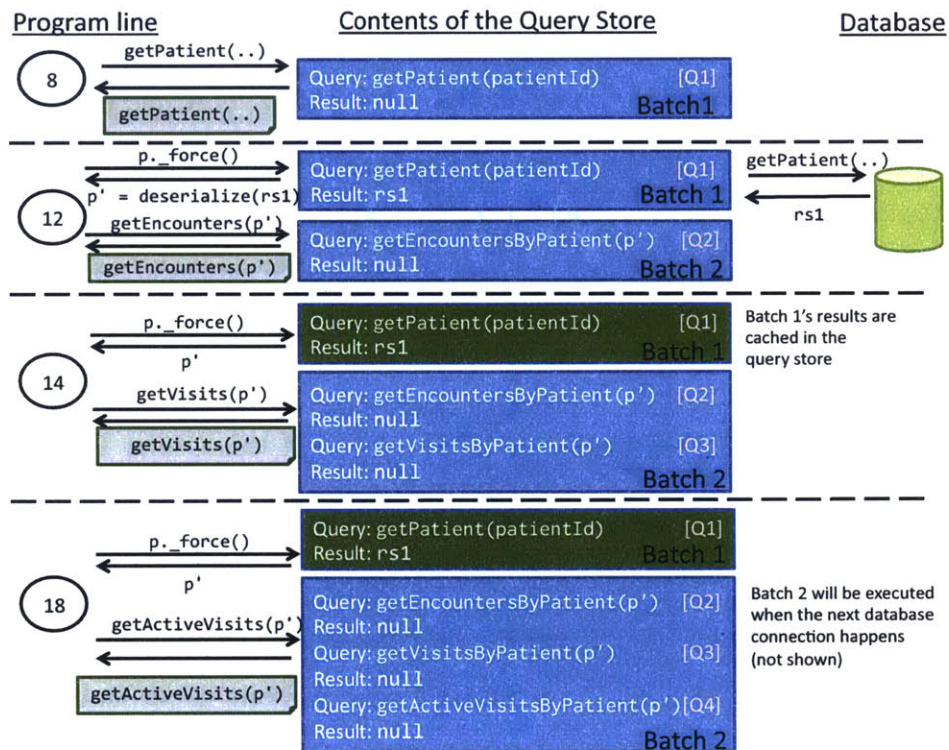 Program line
Contents of the Query Store
Database
8
getPatient(..)
getPatient(..)
Query: getPatient(patientId) [Q1]
Result: null
Batch1
12
p._force()
p' = deserialize(rs1)
getEncounters(p')
getEncounters(p')
Query: getPatient(patientId) [Q1]
Result: rs1
Batch 1
Query: getEncountersByPatient(p') [Q2]
Result: null
Batch 2
getPatient(..)
rs1
14
p._force()
p'
getVisits(p')
getVisits(p')
Query: getPatient(patientId) [Q1]
Result: rs1
Batch 1
Query: getEncountersByPatient(p') [Q2]
Result: null
Query: getVisitsByPatient(p') [Q3]
Result: null
Batch 2
Batch 1's results are
cached in the
query store
18
p._force()
p'
getActiveVisits(p')
getActiveVisits(p')
Query: getPatient(patientId) [Q1]
Result: rs1
Batch 1
Query: getEncountersByPatient(p') [Q2]
Result: null
Query: getVisitsByPatient(p') [Q3]
Result: null
Query: getActiveVisitsByPatient(p')[Q4]
Result: null
Batch 2
Batch 2 will be executed
when the next database
connection happens
(not shown)